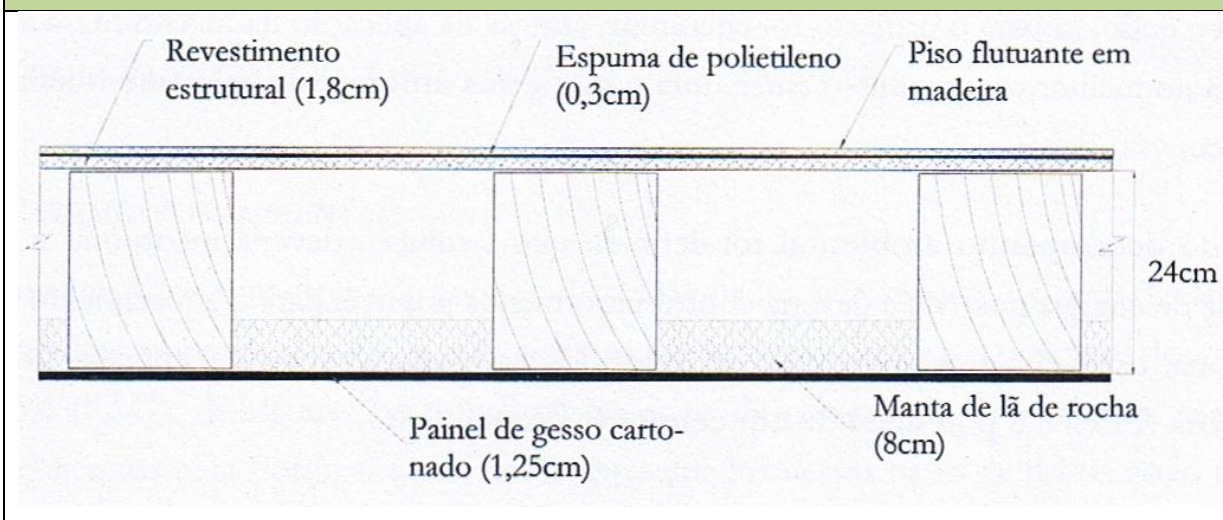 Revestimento
estrutural (1,8cm)
Espuma de polietileno
(0,3cm)
Piso flutuante em
madeira
24cm
Painel de gesso carto-
nado (1,25cm)
Manta de lã de rocha
(8cm)